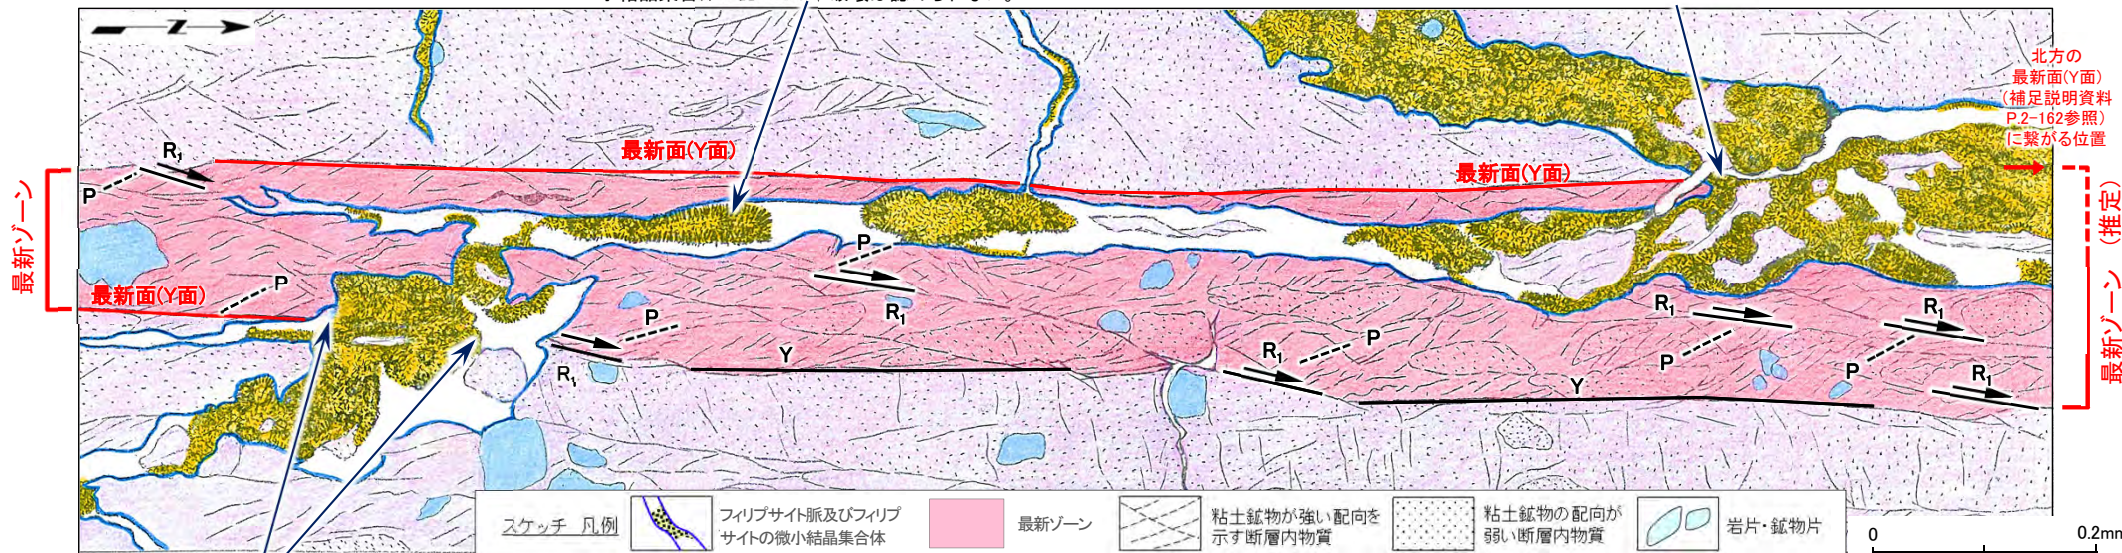 Z
北方の
最新面(Y面)
(補足説明資料
P.2-162参照)
に繋がる位置
R1
P
最新面(Y面)
最新面(Y面)
最新ゾーン
最新面(Y面)
P
P
R1
R1
P
Y
R1
P
R1
P
Y
R1
P
R1
最新ゾーン(推定)
スケッチ 凡例
フィリプサイト脈及びフィリプ
サイトの微小結晶集合体
最新ゾーン
粘土鉱物が強い配向を
示す断層内物質
粘土鉱物の配向が
弱い断層内物質
岩片・鉱物片
0
0.2mm